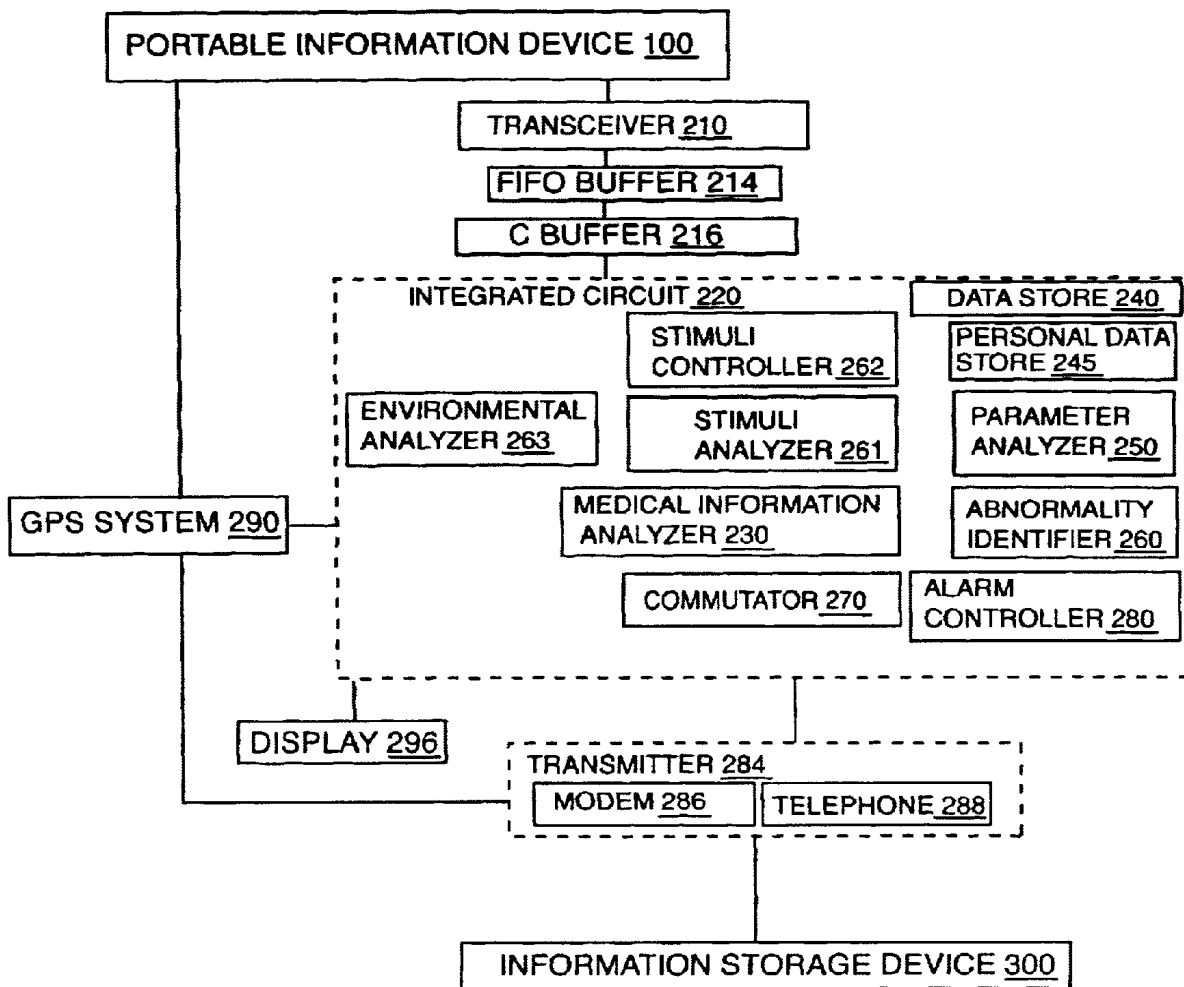 PORTABLE INFORMATION DEVICE 100
TRANSCEIVER 210
FIFO BUFFER 214
C BUFFER 216
INTEGRATED CIRCUIT 220
DATA STORE 240
STIMULI
CONTROLLER 262
PERSONAL DATA
STORE 245
ENVIRONMENTAL
ANALYZER 263
STIMULI
ANALYZER 261
PARAMETER
ANALYZER 250
GPS SYSTEM 290
MEDICAL INFORMATION
ANALYZER 230
ABNORMALITY
IDENTIFIER 260
COMMUTATOR 270
ALARM
CONTROLLER 280
DISPLAY 296
TRANSMITTER 284
MODEM 286
TELEPHONE 288
INFORMATION STORAGE DEVICE 300